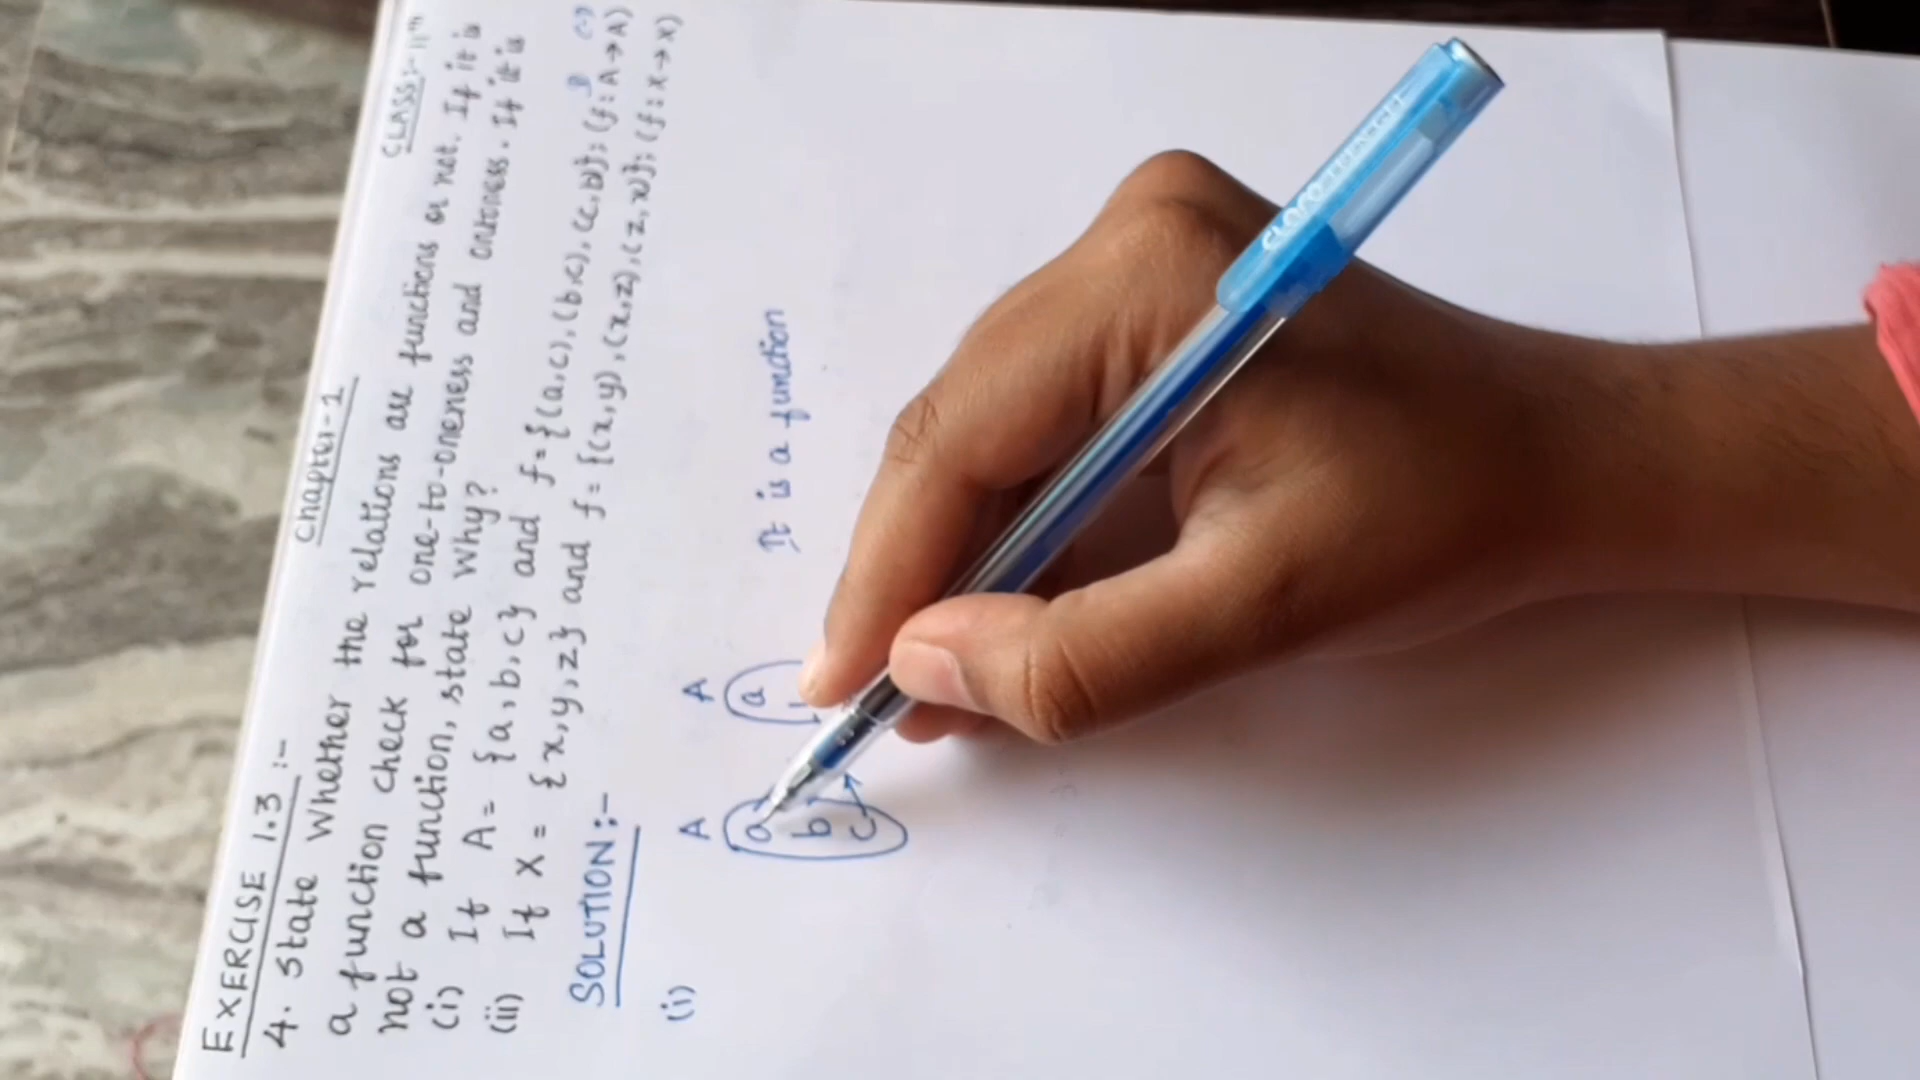 CLASS:- 11th
Chapter-1
EXERCISE 1.3 :-
4. State Whether the relations are functions or not. If it is
a function check for one-to-oneness and ontoness. If it is
not a function, state Why?
(i) If A = {a, b, c} and f = {(a,c), (b,c), (c,b)}; (f: A → A)
(ii) If X = {x, y, z} and f = {(x,y), (x,z), (z,x)}; (f: X → X)
SOLUTION:-
(i)
A A
a a
b
c
It is a function